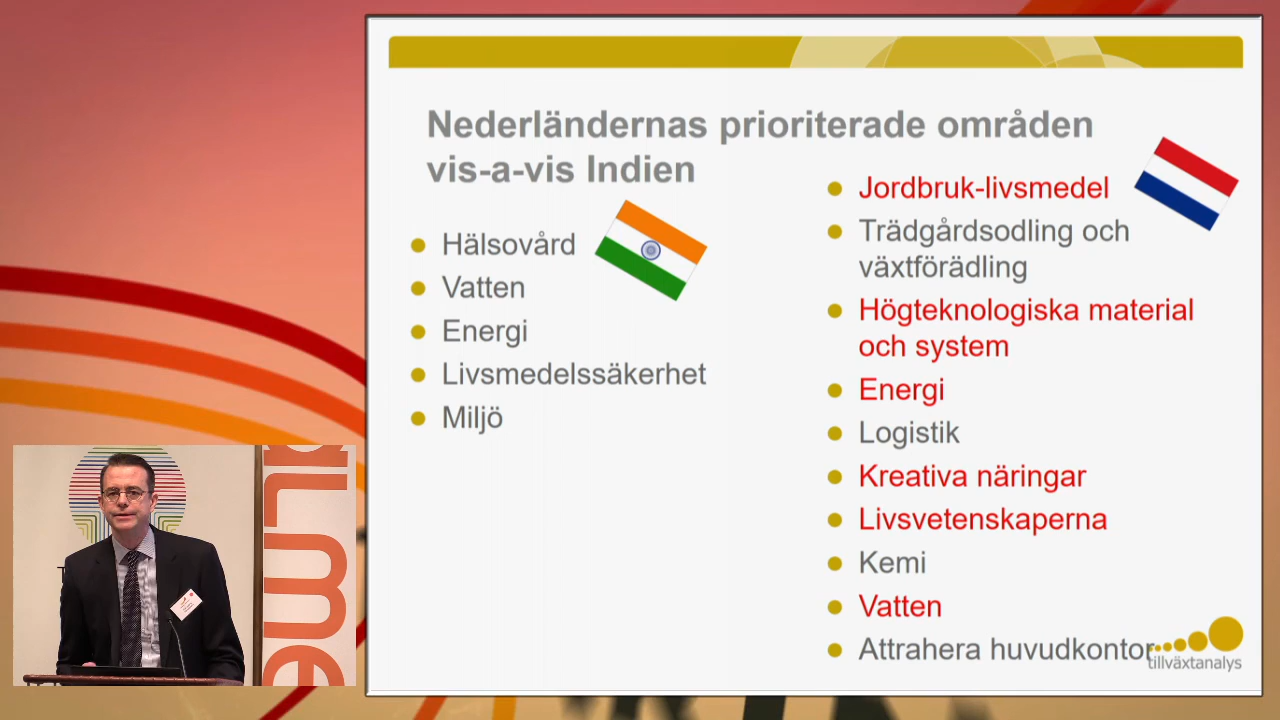 Nederländernas prioriterade områden
vis-a-vis Indien
Hälsovård
Vatten
Energi
Livsmedelssäkerhet
Miljö
Jordbruk-livsmedel
Trädgårdsodling och
växtförädling
Högteknologiska material
och system
Energi
Logistik
Kreativa näringar
Livsvetenskaperna
Kemi
Vatten
Attrahera huvudkontor
tillväxtanalys